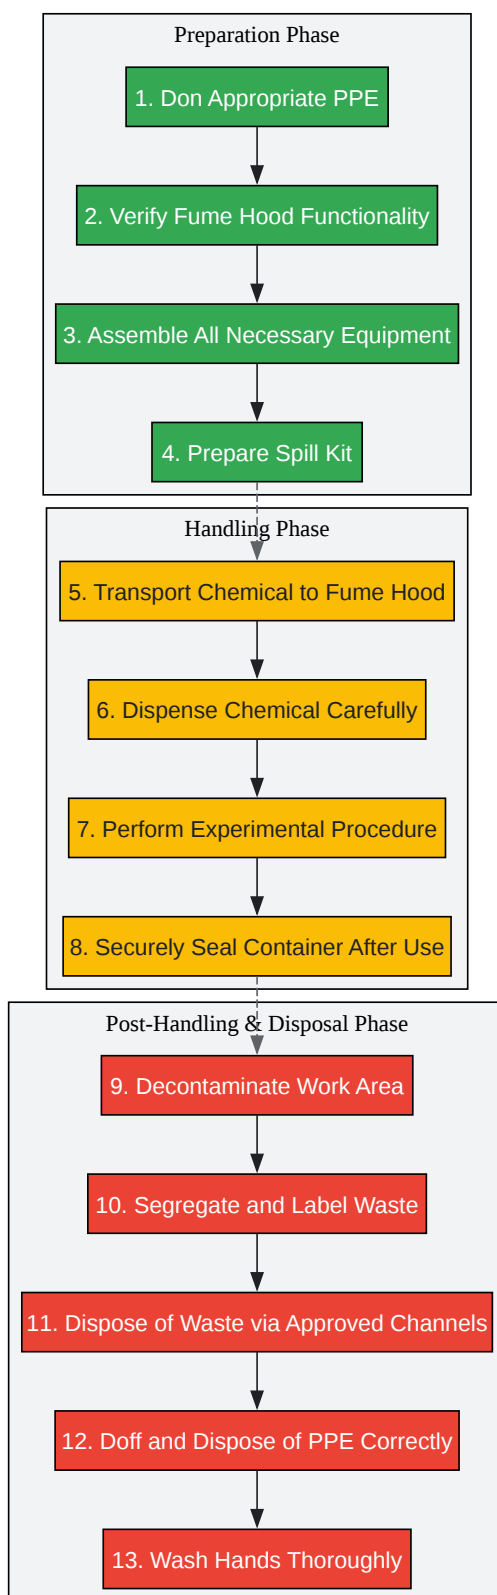 Preparation Phase
1. Don Appropriate PPE
2. Verify Fume Hood Functionality
3. Assemble All Necessary Equipment
4. Prepare Spill Kit
Handling Phase
5. Transport Chemical to Fume Hood
6. Dispense Chemical Carefully
7. Perform Experimental Procedure
8. Securely Seal Container After Use
Post-Handling & Disposal Phase
9. Decontaminate Work Area
10. Segregate and Label Waste
11. Dispose of Waste via Approved Channels
12. Doff and Dispose of PPE Correctly
13. Wash Hands Thoroughly